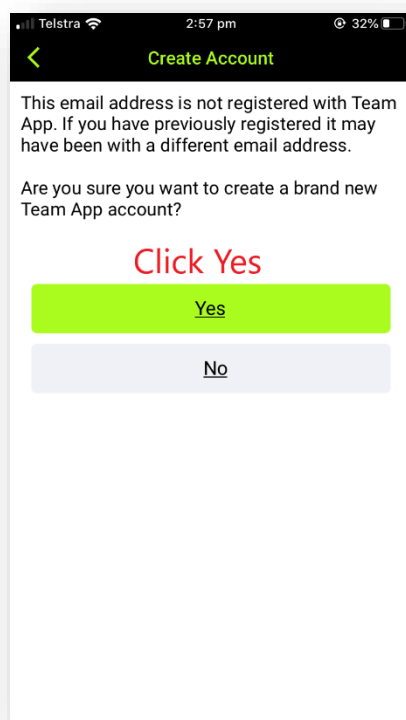 Telstra 2:57 pm 32%
Create Account
This email address is not registered with Team
App. If you have previously registered it may
have been with a different email address.
Are you sure you want to create a brand new
Team App account?
Click Yes
Yes
No